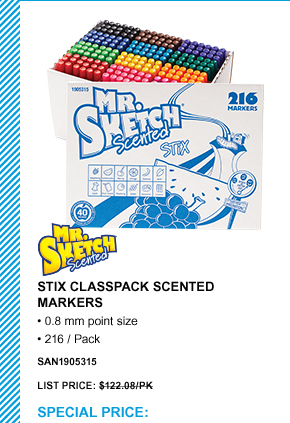 1905315
MR.
SKETCH
Scented
STIX
216
MARKERS
40
MR.
SKETCH
Scented
STIX CLASSPACK SCENTED
MARKERS
• 0.8 mm point size
• 216 / Pack
SAN1905315
LIST PRICE: $122.08/PK
SPECIAL PRICE: